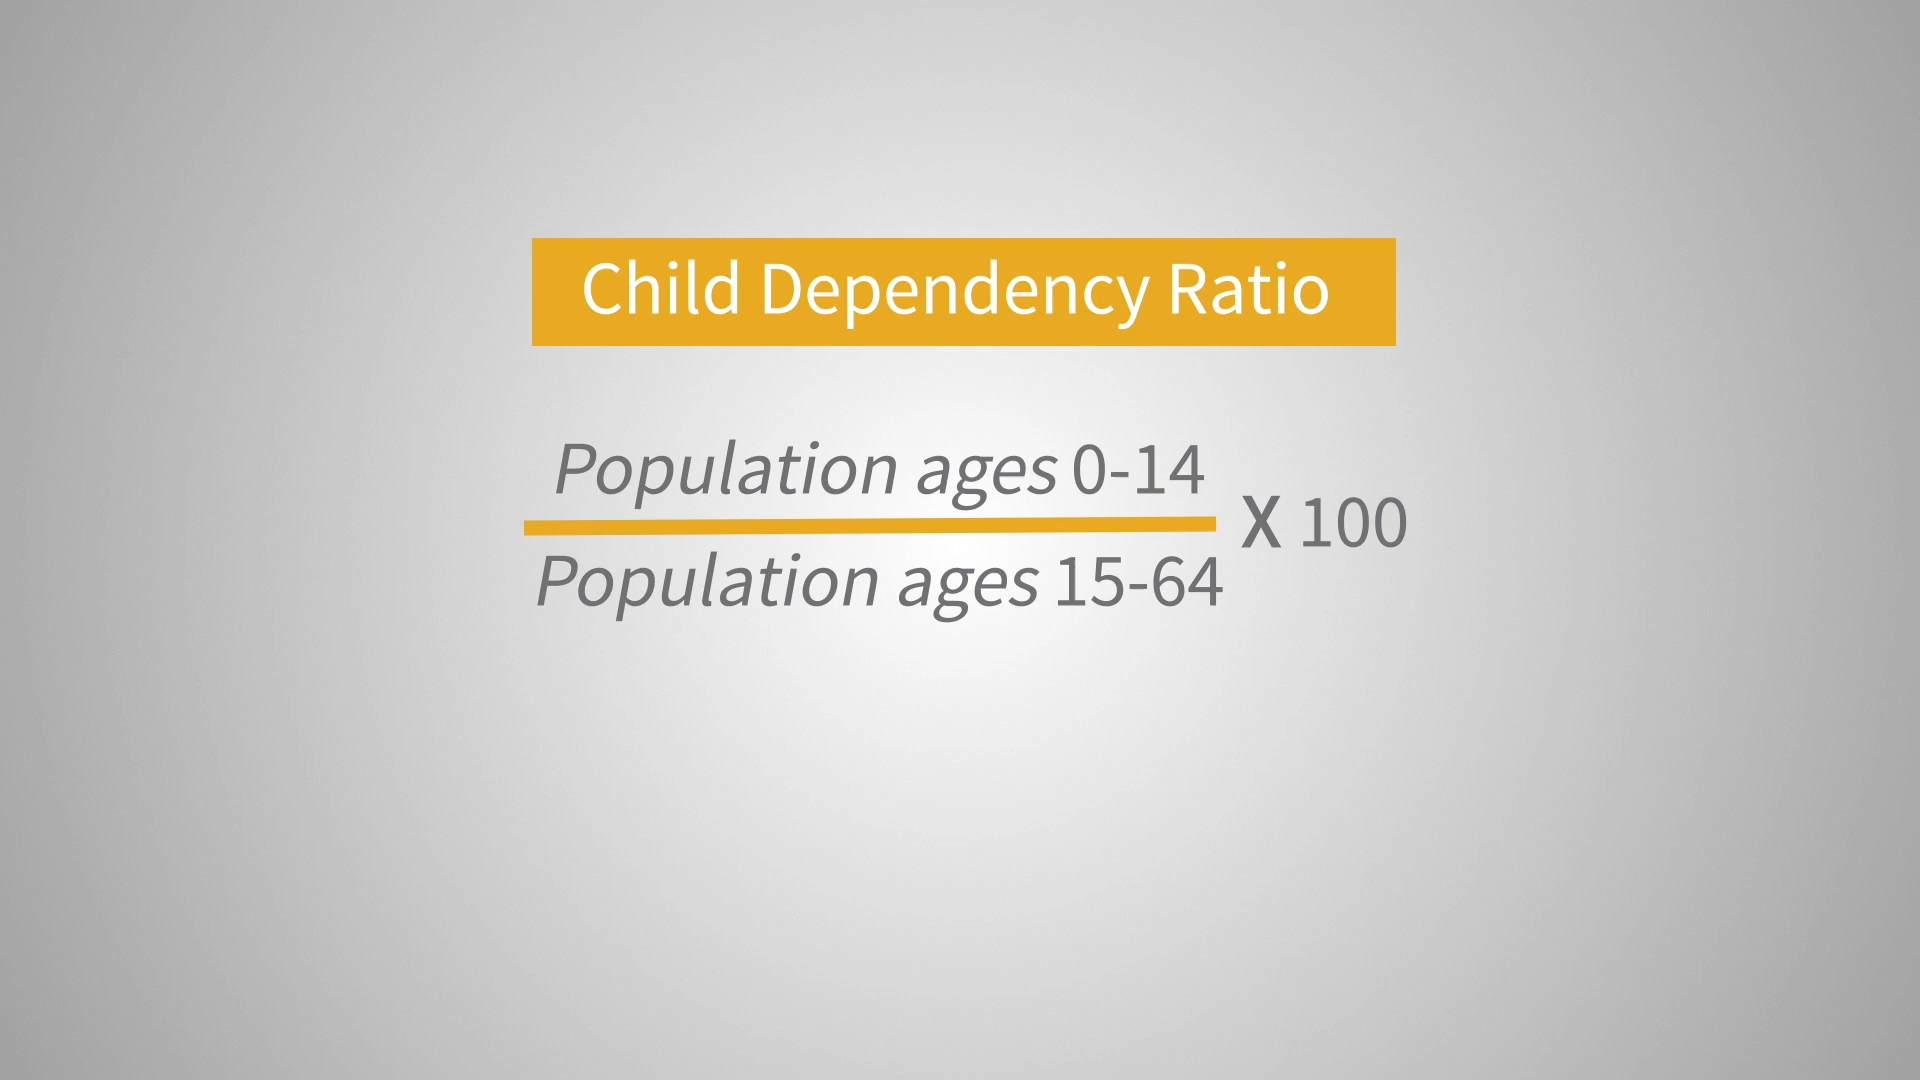 Child Dependency Ratio
Population ages 0-14
X 100
Population ages 15-64